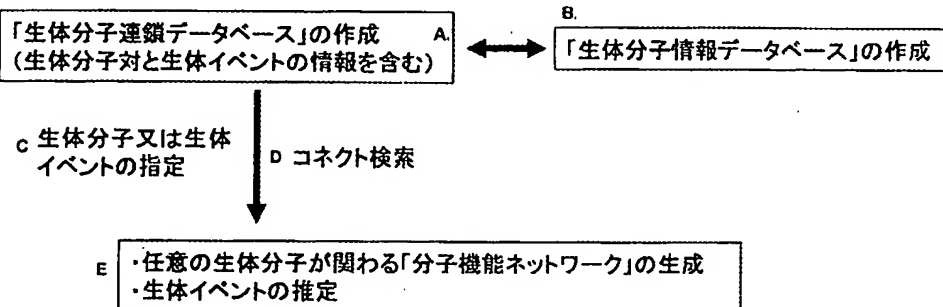 「生体分子連鎖データベース」の作成 A.
(生体分子対と生体イベントの情報を含む)
B.
「生体分子情報データベース」の作成
C 生体分子又は生体
イベントの指定
D コネクト検索
E ・任意の生体分子が関わる「分子機能ネットワーク」の生成
・生体イベントの推定